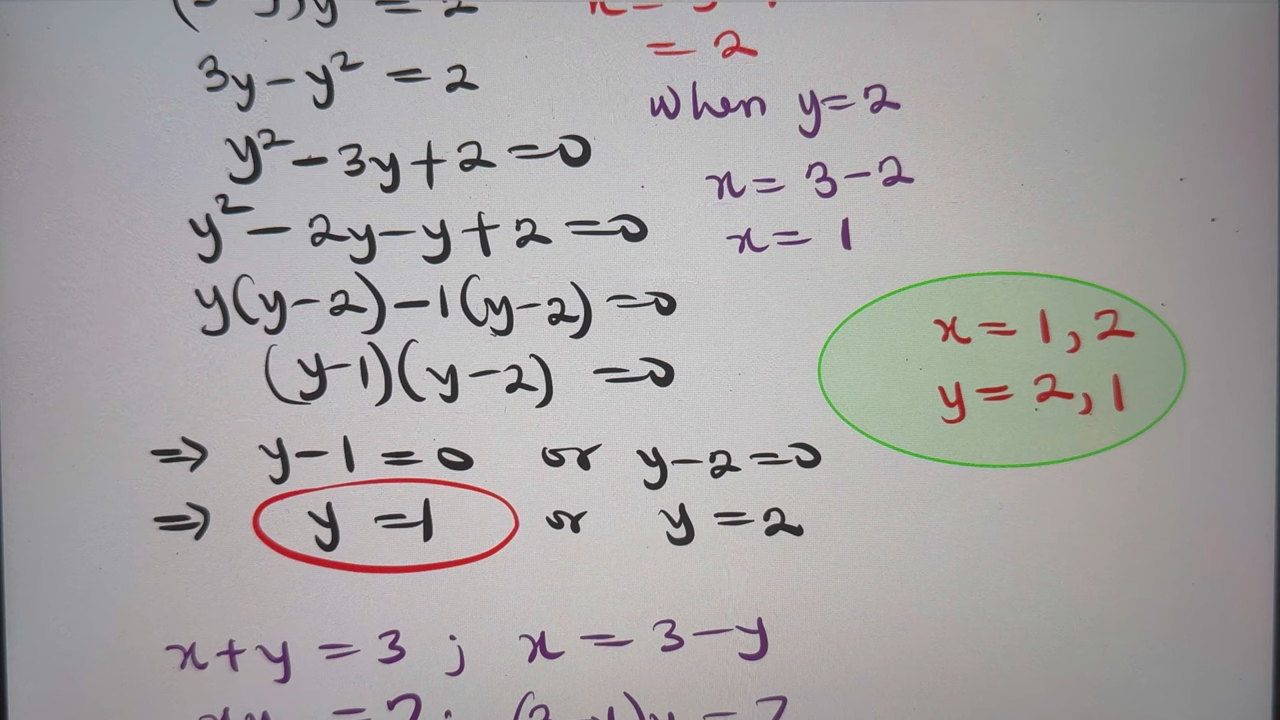 3y-y² = 2
y²-3y+2=0
y²-2y-y+2=0
y(y-2)-1(y-2)=0
(y-1)(y-2)=0
⇒ y-1=0 or y-2=0
⇒ y=1 or y=2
x+y=3 ; x=3-y
= 2
when y=2
x=3-2
x=1
x=1,2
y=2,1